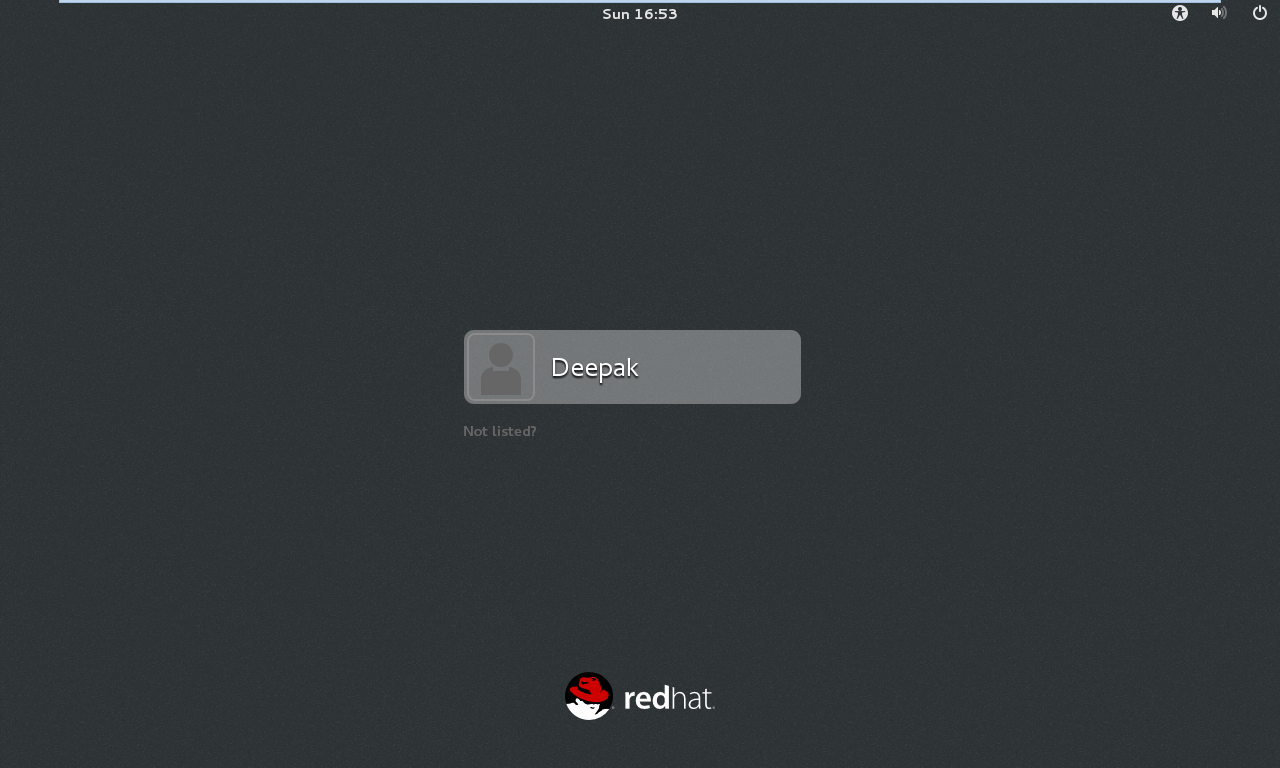 Sun 16:53
Deepak
Not listed?
redhat.